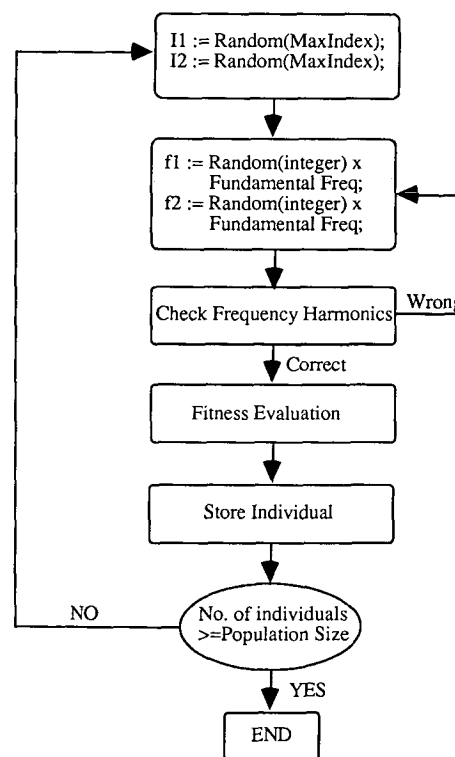 I1 := Random(MaxIndex);
I2 := Random(MaxIndex);
f1 := Random(integer) x
Fundamental Freq;
f2 := Random(integer) x
Fundamental Freq;
Check Frequency Harmonics
Wrong
Correct
Fitness Evaluation
Store Individual
NO
No. of individuals
>=Population Size
YES
END